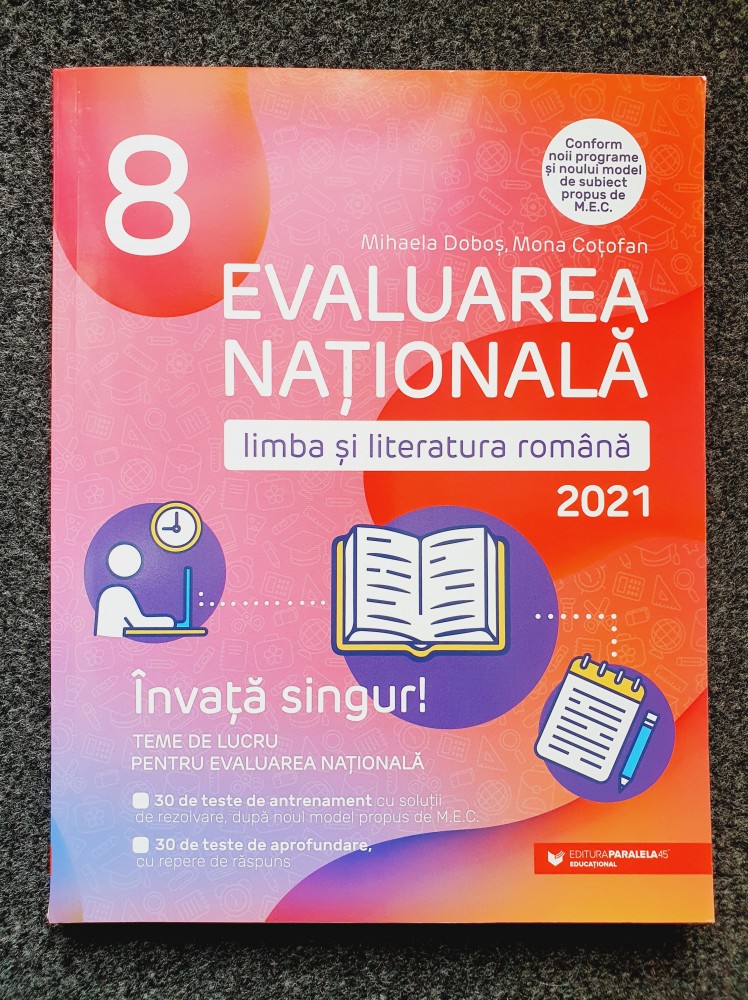 8
Conform
noii programe
și noului model
de subiect
propus de
M.E.C.
Mihaela Doboș, Mona Coțofan
EVALUAREA
NAȚIONALĂ
limba și literatura română
2021
Învață singur!
TEME DE LUCRU
PENTRU EVALUAREA NAȚIONALĂ
30 de teste de antrenament cu soluții
de rezolvare, după noul model propus de M.E.C.
30 de teste de aprofundare,
cu repere de răspuns
EDITURA PARALELA 45
EDUCAȚIONAL